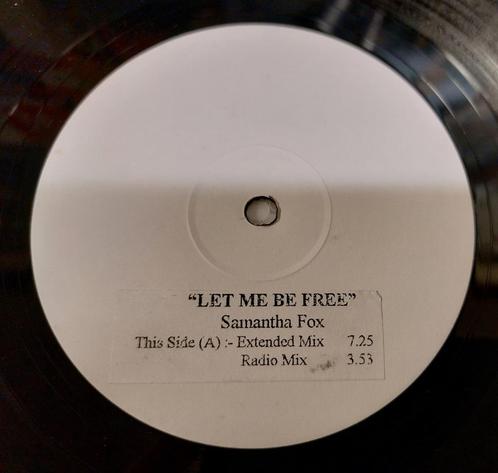 “LET ME BE FREE”
Samantha Fox
This Side (A) :- Extended Mix 7.25
Radio Mix 3.53